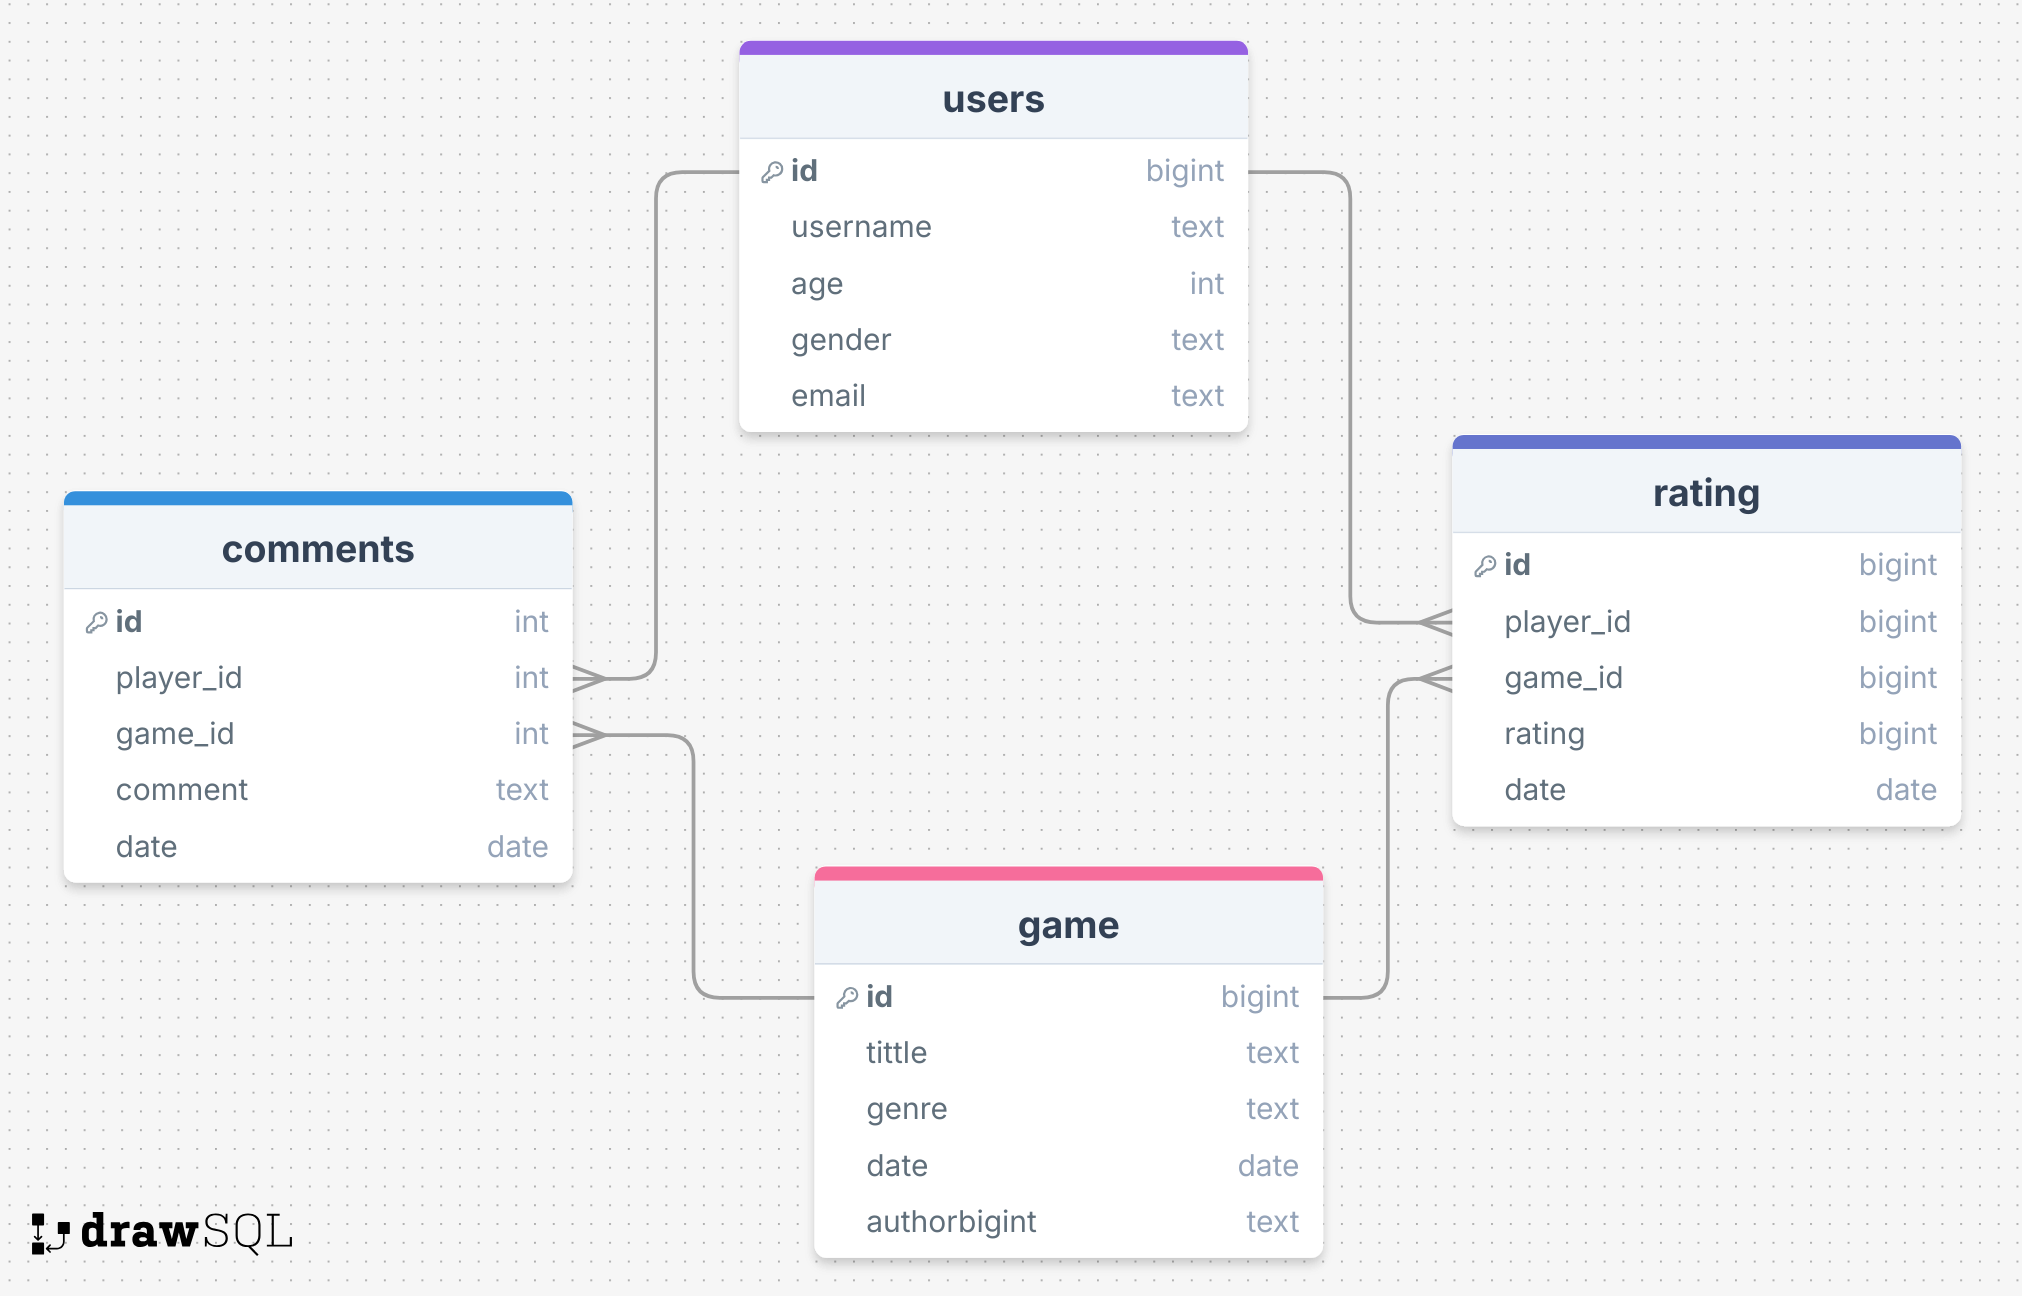 users
id bigint
username text
age int
gender text
email text
comments
id int
player_id int
game_id int
comment text
date date
rating
id bigint
player_id bigint
game_id bigint
rating bigint
date date
game
id bigint
tittle text
genre text
date date
authorbigint text
drawSQL